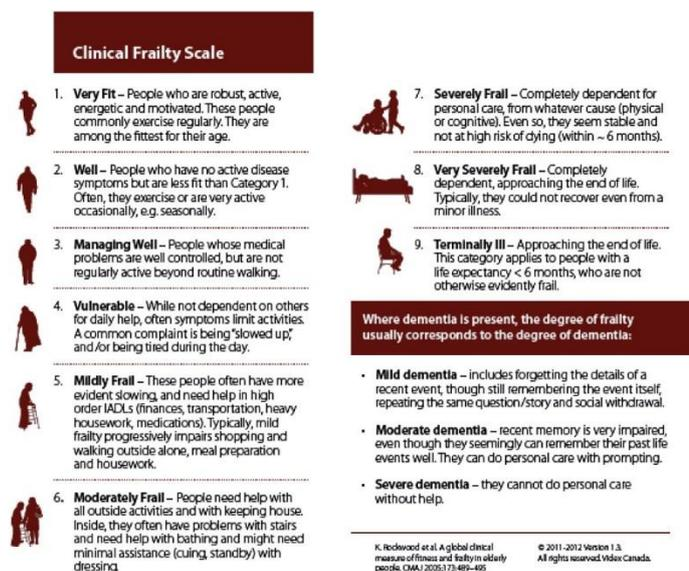 Clinical Frailty Scale
1. Very Fit – People who are robust, active,
energetic and motivated. These people
commonly exercise regularly. They are
among the fittest for their age.
2. Well – People who have no active disease
symptoms but are less fit than Category 1.
Often, they exercise or are very active
occasionally, e.g. seasonally.
3. Managing Well – People whose medical
problems are well controlled, but are not
regularly active beyond routine walking.
4. Vulnerable – While not dependent on others
for daily help, often symptoms limit activities.
A common complaint is being "slowed up,"
and/or being tired during the day.
5. Mildly Frail – These people often have more
evident slowing, and need help in high
order IADLs (finances, transportation, heavy
housework, medications). Typically, mild
frailty progressively impairs shopping and
walking outside alone, meal preparation
and housework.
6. Moderately Frail – People need help with
all outside activities and with keeping house.
Inside, they often have problems with stairs
and need help with bathing and might need
minimal assistance (cuing, standby) with
dressing.
7. Severely Frail – Completely dependent for
personal care, from whatever cause (physical
or cognitive). Even so, they seem stable and
not at high risk of dying (within ~ 6 months).
8. Very Severely Frail – Completely
dependent, approaching the end of life.
Typically, they could not recover even from a
minor illness.
9. Terminally Ill – Approaching the end of life.
This category applies to people with a
life expectancy < 6 months, who are not
otherwise evidently frail.
Where dementia is present, the degree of frailty
usually corresponds to the degree of dementia:
• Mild dementia – includes forgetting the details of a
recent event, though still remembering the event itself,
repeating the same question/story and social withdrawal.
• Moderate dementia – recent memory is very impaired,
even though they seemingly can remember their past life
events well. They can do personal care with prompting.
• Severe dementia – they cannot do personal care
without help.
K. Rockwood et al. A global clinical
measure of fitness and frailty in elderly
people. CMAJ 2005;173:489–495
© 2011-2012 Version 1.3.
All rights reserved. Videx Canada.